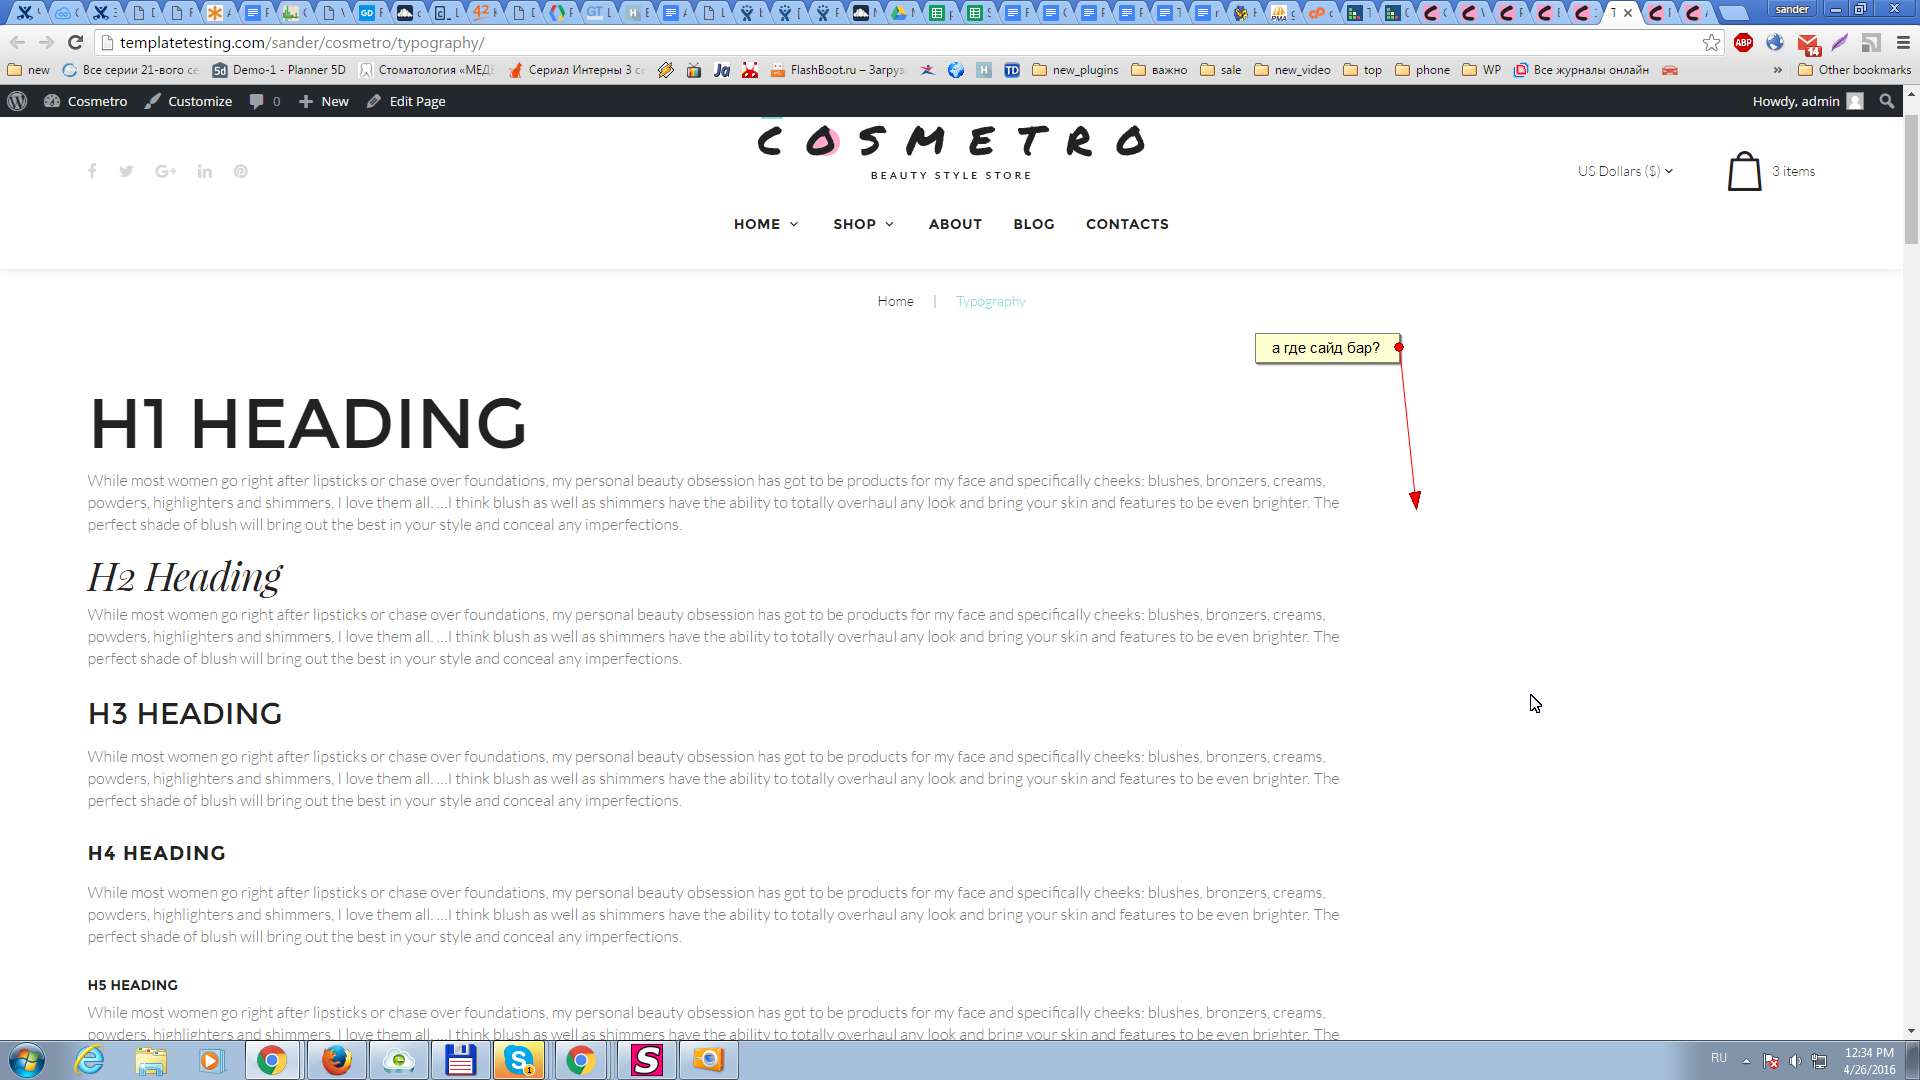 sander
templatetesting.com/sander/cosmetro/typography/
ABP
14
new
Все серии 21-вого се
Demo-1 - Planner 5D
Стоматология «МЕДЕ
Сериал Интерны 3 с
FlashBoot.ru – Загруз
new_plugins
важно
sale
new_video
top
phone
WP
Все журналы онлайн
»
Other bookmarks
Cosmetro
Customize
0
New
Edit Page
Howdy, admin
COSMETRO
BEAUTY STYLE STORE
US Dollars ($)
3 items
HOME
SHOP
ABOUT
BLOG
CONTACTS
Home | Typography
а где сайд бар?
H1 HEADING
While most women go right after lipsticks or chase over foundations, my personal beauty obsession has got to be products for my face and specifically cheeks: blushes, bronzers, creams,
powders, highlighters and shimmers, I love them all. …I think blush as well as shimmers have the ability to totally overhaul any look and bring your skin and features to be even brighter. The
perfect shade of blush will bring out the best in your style and conceal any imperfections.
H2 Heading
While most women go right after lipsticks or chase over foundations, my personal beauty obsession has got to be products for my face and specifically cheeks: blushes, bronzers, creams,
powders, highlighters and shimmers, I love them all. …I think blush as well as shimmers have the ability to totally overhaul any look and bring your skin and features to be even brighter. The
perfect shade of blush will bring out the best in your style and conceal any imperfections.
H3 HEADING
While most women go right after lipsticks or chase over foundations, my personal beauty obsession has got to be products for my face and specifically cheeks: blushes, bronzers, creams,
powders, highlighters and shimmers, I love them all. …I think blush as well as shimmers have the ability to totally overhaul any look and bring your skin and features to be even brighter. The
perfect shade of blush will bring out the best in your style and conceal any imperfections.
H4 HEADING
While most women go right after lipsticks or chase over foundations, my personal beauty obsession has got to be products for my face and specifically cheeks: blushes, bronzers, creams,
powders, highlighters and shimmers, I love them all. …I think blush as well as shimmers have the ability to totally overhaul any look and bring your skin and features to be even brighter. The
perfect shade of blush will bring out the best in your style and conceal any imperfections.
H5 HEADING
While most women go right after lipsticks or chase over foundations, my personal beauty obsession has got to be products for my face and specifically cheeks: blushes, bronzers, creams,
powders, highlighters and shimmers, I love them all. …I think blush as well as shimmers have the ability to totally overhaul any look and bring your skin and features to be even brighter. The
RU
12:34 PM
4/26/2016